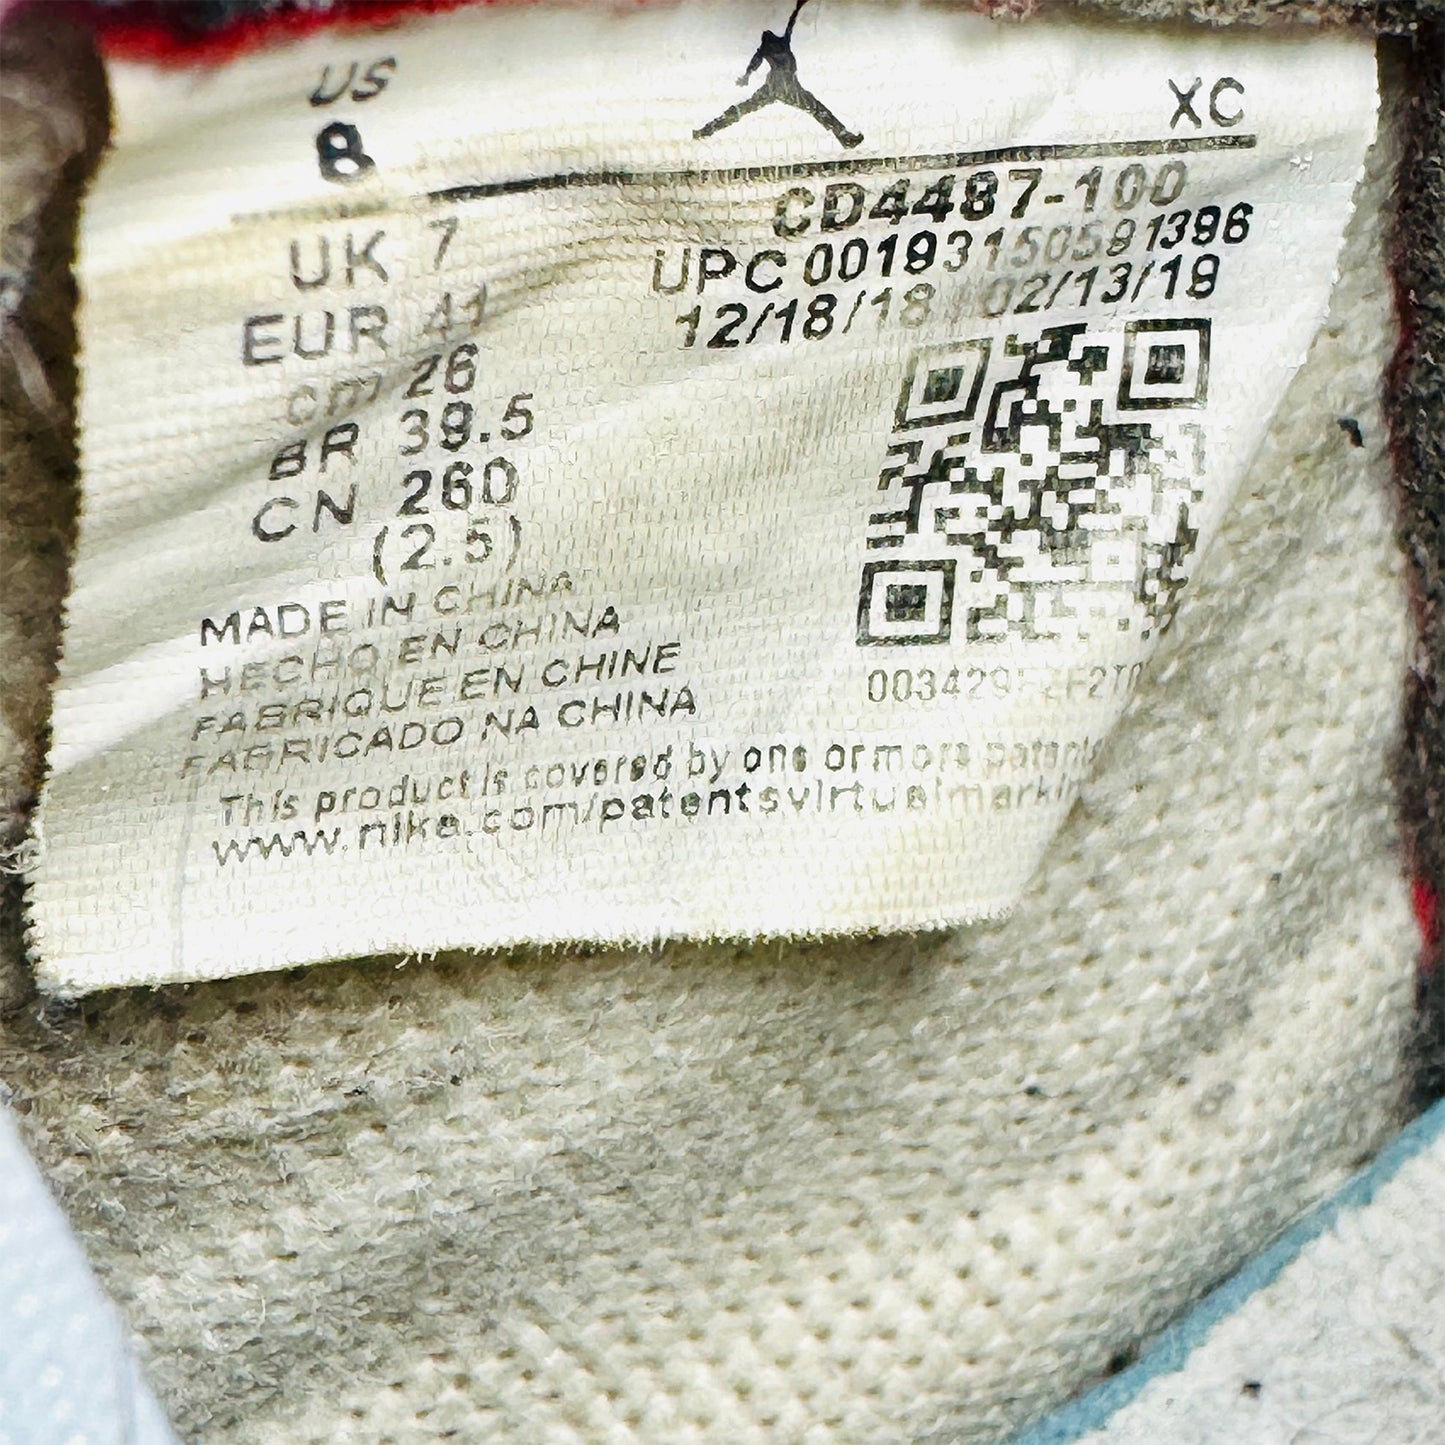 US
8
XC
CD4487-100
UPC 00193150591396
12/18/18 02/13/19
UK 7
EUR 41
cm 26
BR 39.5
CN 260
(2.5)
MADE IN CHINA
HECHO EN CHINA
FABRIQUE EN CHINE
FABRICADO NA CHINA
This product is covered by one or more patents
www.nike.com/patentsvirtualmarkin